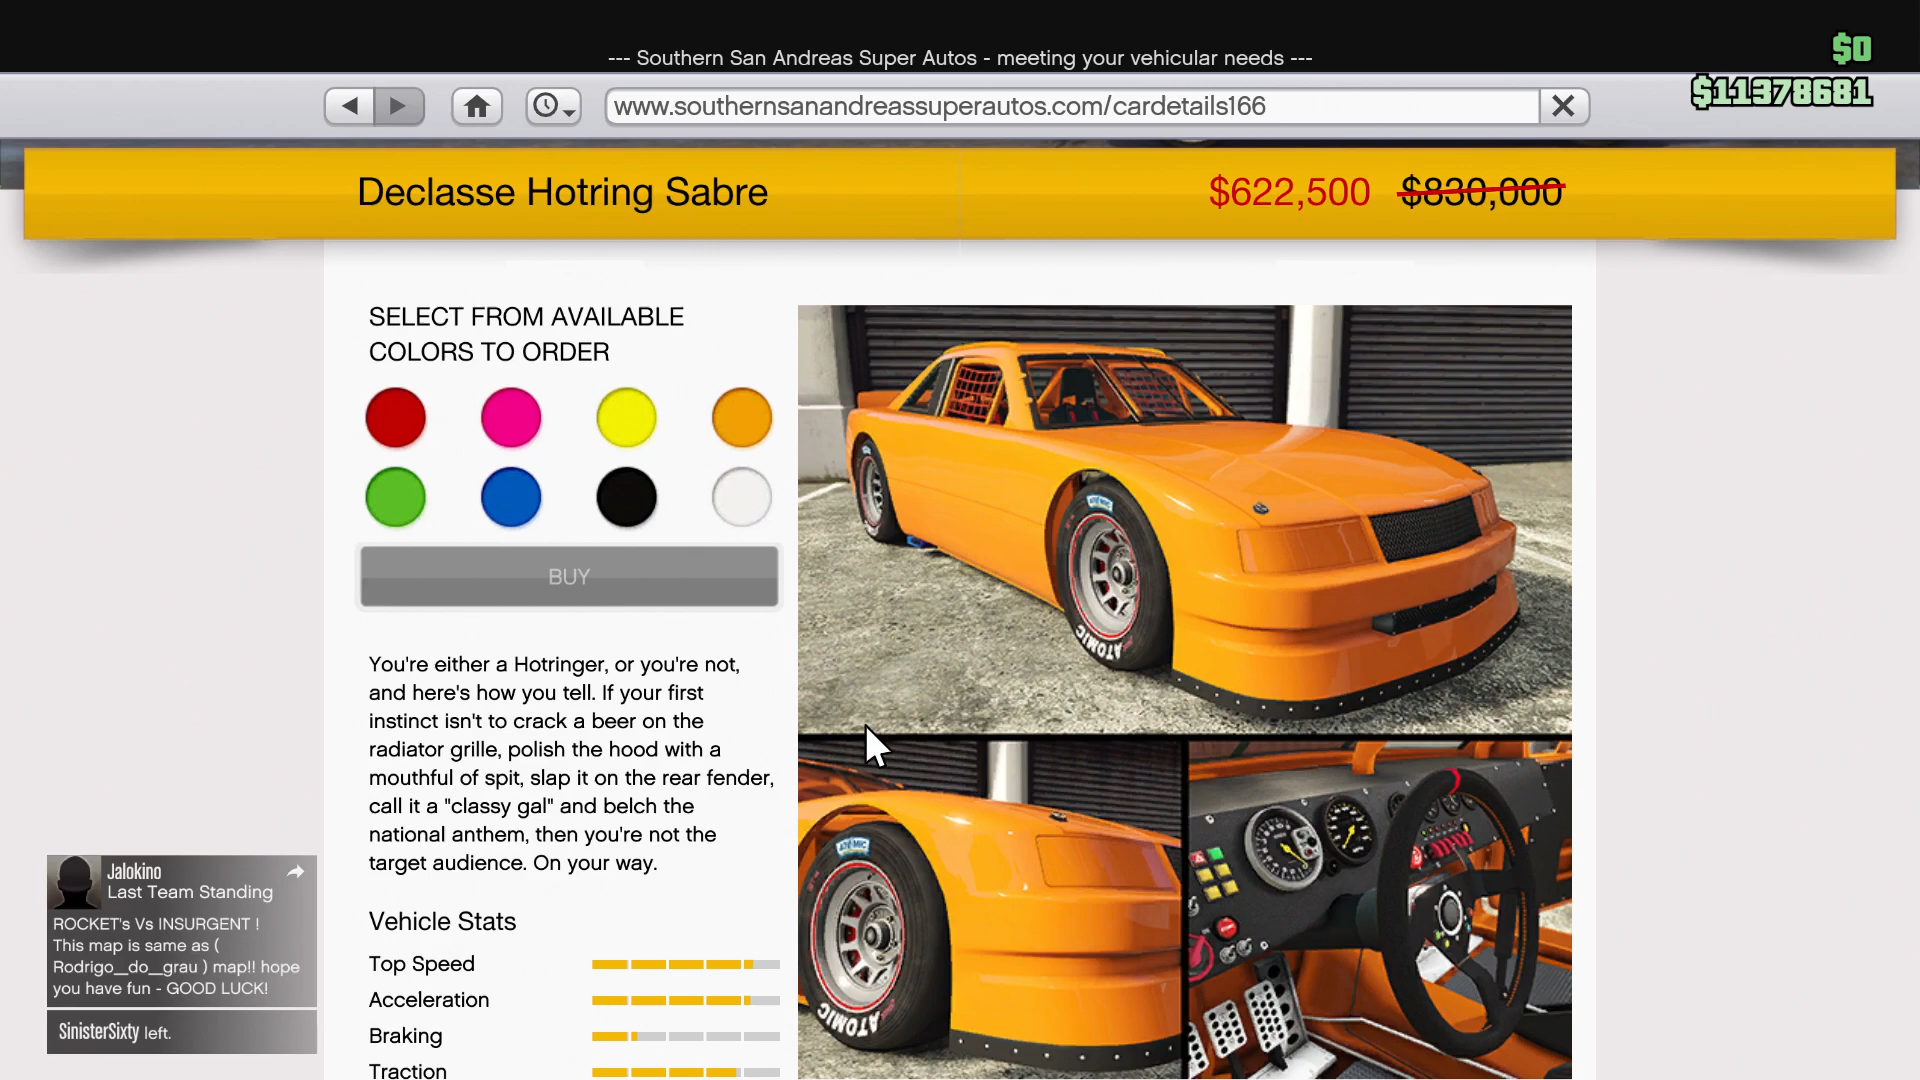 --- Southern San Andreas Super Autos - meeting your vehicular needs ---
$0
$11378681
www.southernsanandreassuperautos.com/cardetails166
Declasse Hotring Sabre
$622,500 $830,000
SELECT FROM AVAILABLE
COLORS TO ORDER
BUY
You're either a Hotringer, or you're not,
and here's how you tell. If your first
instinct isn't to crack a beer on the
radiator grille, polish the hood with a
mouthful of spit, slap it on the rear fender,
call it a "classy gal" and belch the
national anthem, then you're not the
target audience. On your way.
Vehicle Stats
Top Speed
Acceleration
Braking
Traction
ATOMIC
ATOMIC
ATOMIC
ATOMIC
Jalokino
Last Team Standing
ROCKET's Vs INSURGENT !
This map is same as (
Rodrigo__do__grau ) map!! hope
you have fun - GOOD LUCK!
SinisterSixty left.